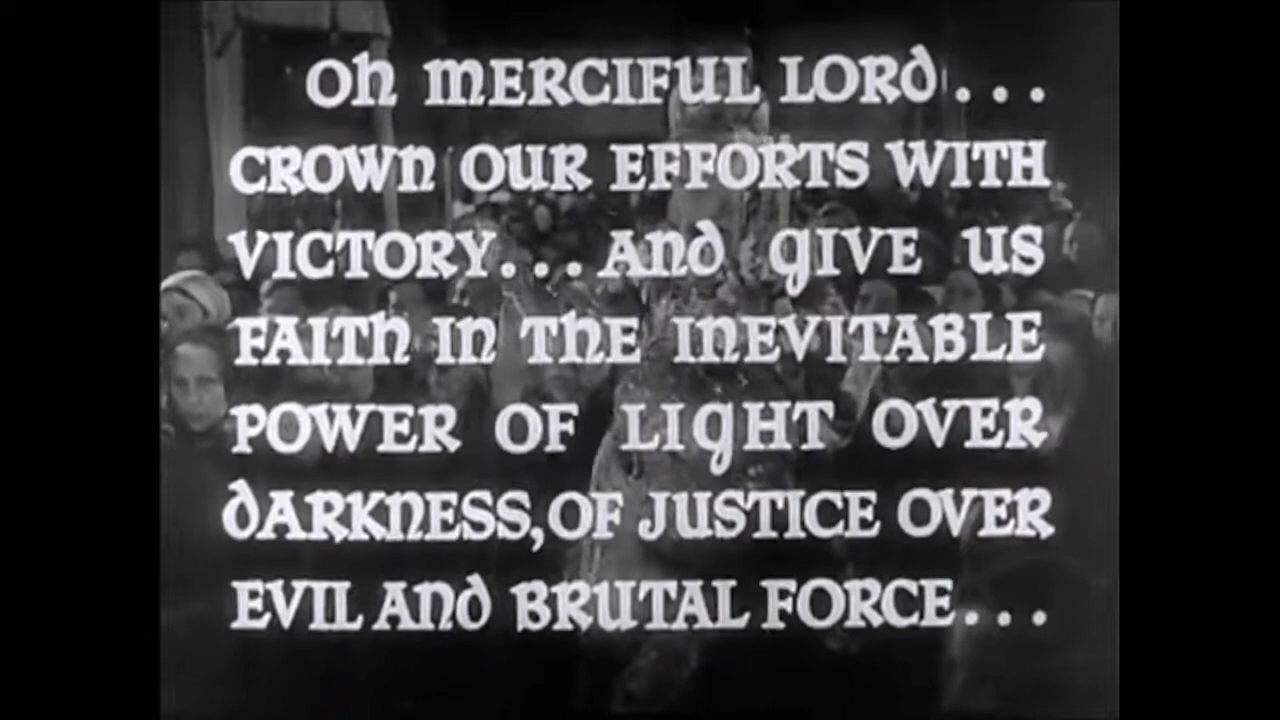 Oh MERCIFUL LORD...
CROWN OUR EFFORTS WITH
VICTORY...AND GIVE US
FAITH IN THE INEVITABLE
POWER OF LIGHT OVER
DARKNESS, OF JUSTICE OVER
EVIL AND BRUTAL FORCE...